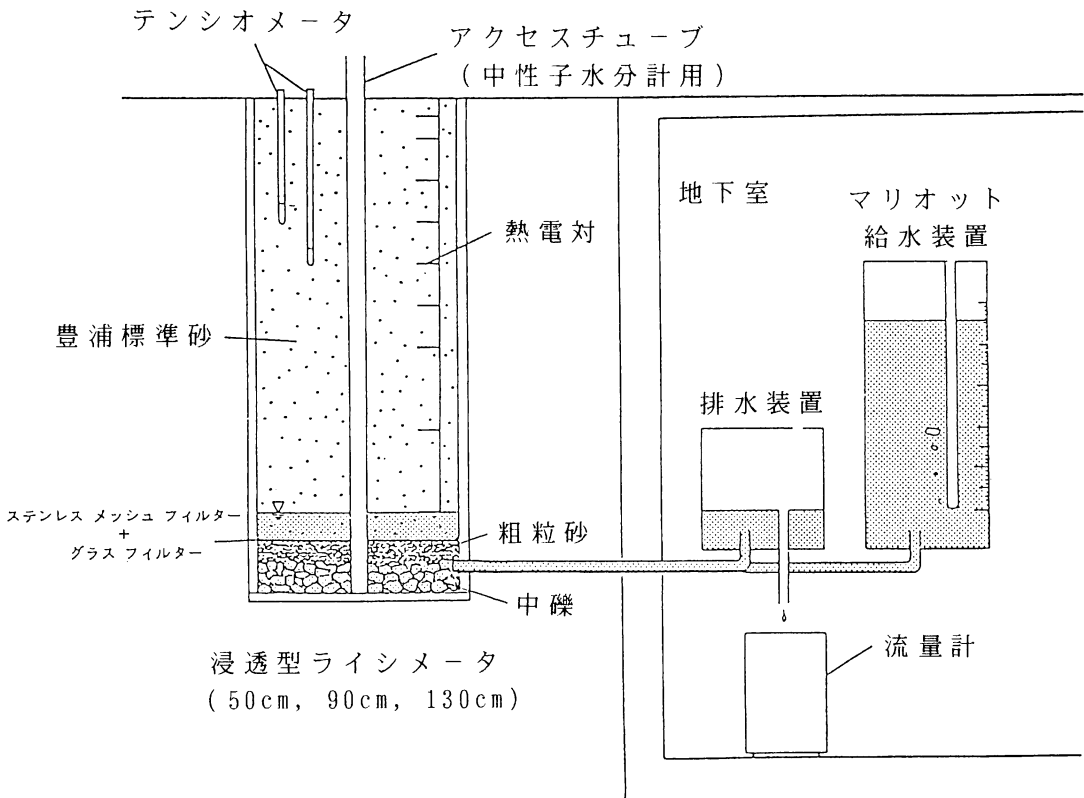 テンシオメータ
アクセスチューブ
(中性子水分計用)
地下室
マリオット
給水装置
熱電対
豊浦標準砂
排水装置
ステンレス メッシュ フィルター
+
グラス フィルター
粗粒砂
中礫
流量計
浸透型ライシメータ
(50cm, 90cm, 130cm)